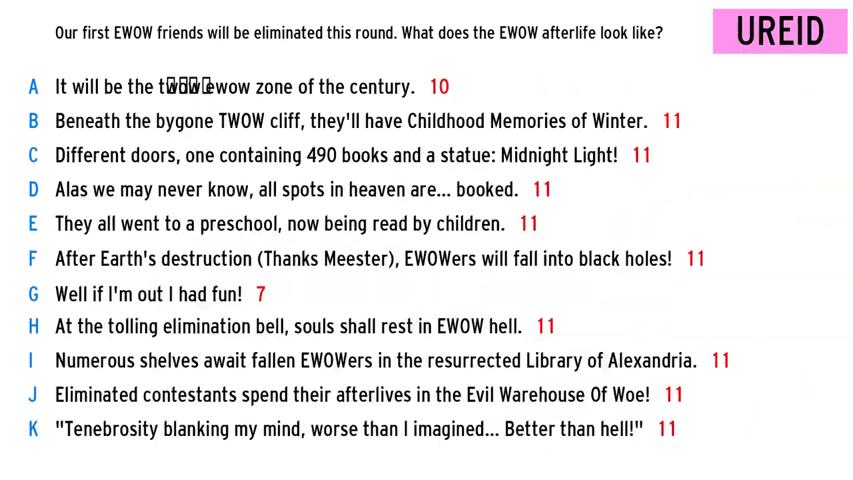 Our first EWOW friends will be eliminated this round. What does the EWOW afterlife look like?
UREID
A It will be the ewow zone of the century. 10
B Beneath the bygone TWOW cliff, they'll have Childhood Memories of Winter. 11
C Different doors, one containing 490 books and a statue: Midnight Light! 11
D Alas we may never know, all spots in heaven are... booked. 11
E They all went to a preschool, now being read by children. 11
F After Earth's destruction (Thanks Meester), EWOWers will fall into black holes! 11
G Well if I'm out I had fun! 7
H At the tolling elimination bell, souls shall rest in EWOW hell. 11
I Numerous shelves await fallen EWOWers in the resurrected Library of Alexandria. 11
J Eliminated contestants spend their afterlives in the Evil Warehouse Of Woe! 11
K "Tenebrosity blanking my mind, worse than I imagined... Better than hell!" 11